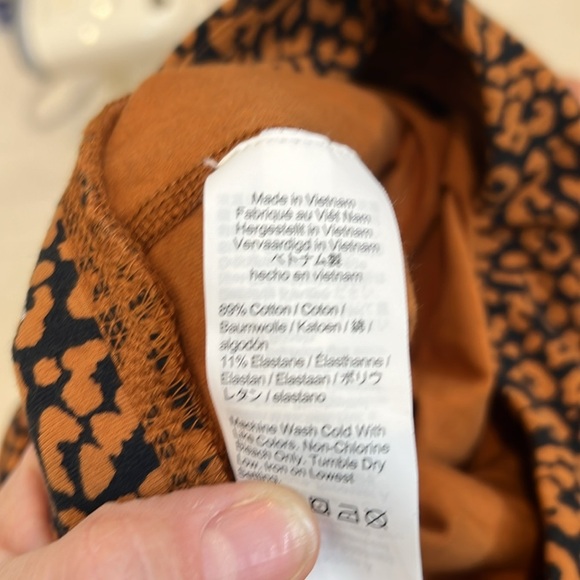 Made in Vietnam
Fabriqué au Viêt Nam
Hergestellt in Vietnam
Vervaardigd in Vietnam
ベトナム製
hecho en vietnam
89% Cotton / Coton /
Baumwolle / Katoen / 綿 /
algodón
11% Elastane / Élasthanne /
Elastan / Elastaan / ポリウ
レタン / elastano
Machine Wash Cold With
Like Colors. Non-Chlorine
Bleach Only. Tumble Dry
Low. Iron on Lowest
Setting.